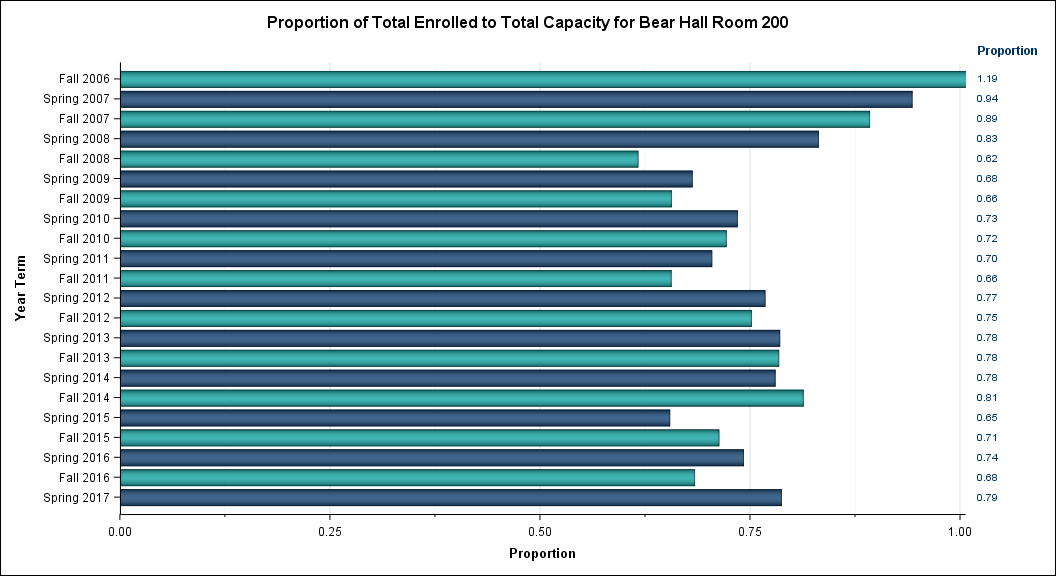 Proportion of Total Enrolled to Total Capacity for Bear Hall Room 200
Proportion
Fall 2006 1.19
Spring 2007 0.94
Fall 2007 0.89
Spring 2008 0.83
Fall 2008 0.62
Spring 2009 0.68
Fall 2009 0.66
Spring 2010 0.73
Fall 2010 0.72
Spring 2011 0.70
Fall 2011 0.66
Spring 2012 0.77
Fall 2012 0.75
Spring 2013 0.78
Fall 2013 0.78
Spring 2014 0.78
Fall 2014 0.81
Spring 2015 0.65
Fall 2015 0.71
Spring 2016 0.74
Fall 2016 0.68
Spring 2017 0.79
Year Term
0.00 0.25 0.50 0.75 1.00
Proportion